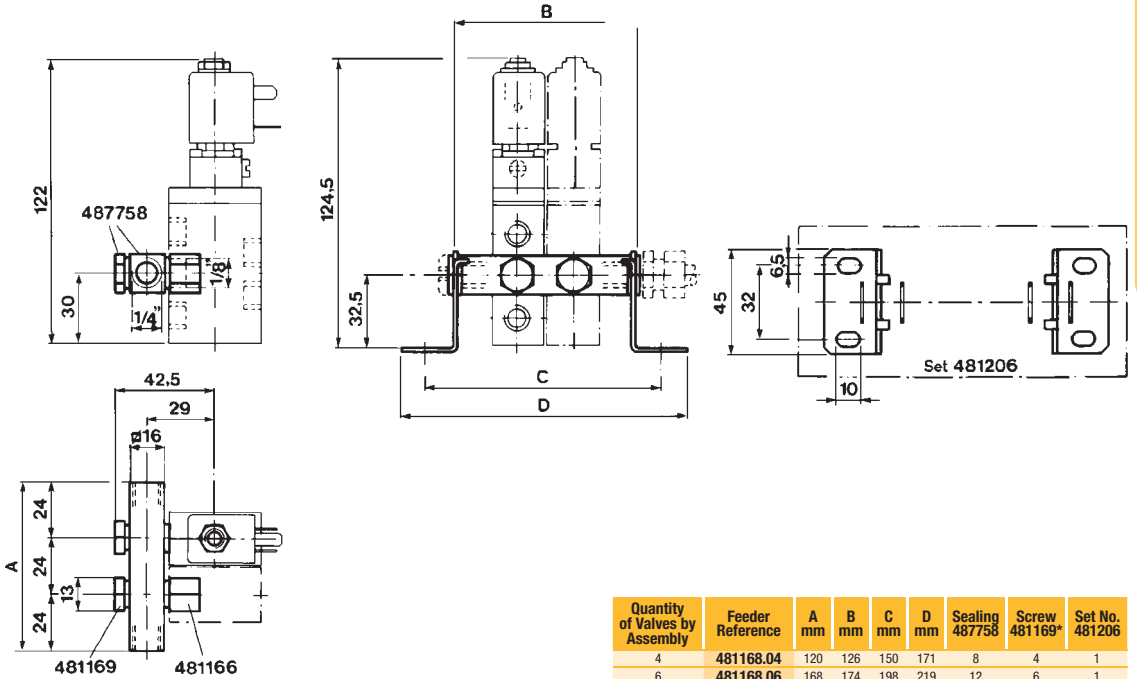 122
487758
1/8"
30
1/4"
B
124,5
32,5
C
D
6,5
45
32
Set 481206
10
42,5
29
ø16
A
24
24
24
13
481169
481166
Quantity of Valves by Assembly Feeder Reference A mm B mm C mm D mm Sealing 487758 Screw 481169* Set No. 481206
4 481168.04 120 126 150 171 8 4 1
6 481168.06 168 174 198 219 12 6 1